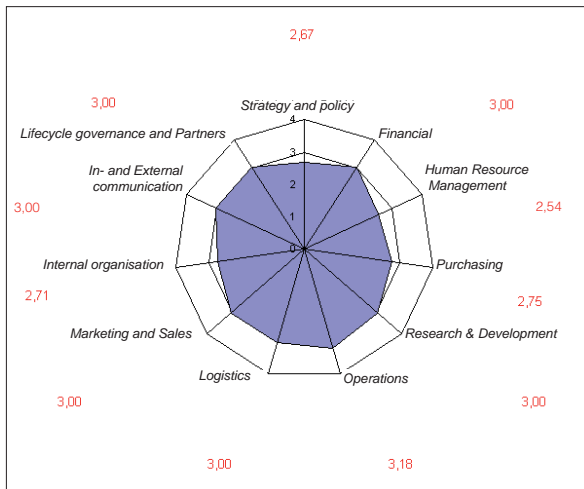 2,67
3,00
3,00
Strategy and policy
4
Lifecycle governance and Partners
Financial
3
In- and External
communication
Human Resource
Management
2
3,00
2,54
1
0
Internal organisation
Purchasing
2,71
2,75
Marketing and Sales
Research & Development
Logistics
Operations
3,00
3,00
3,00
3,18